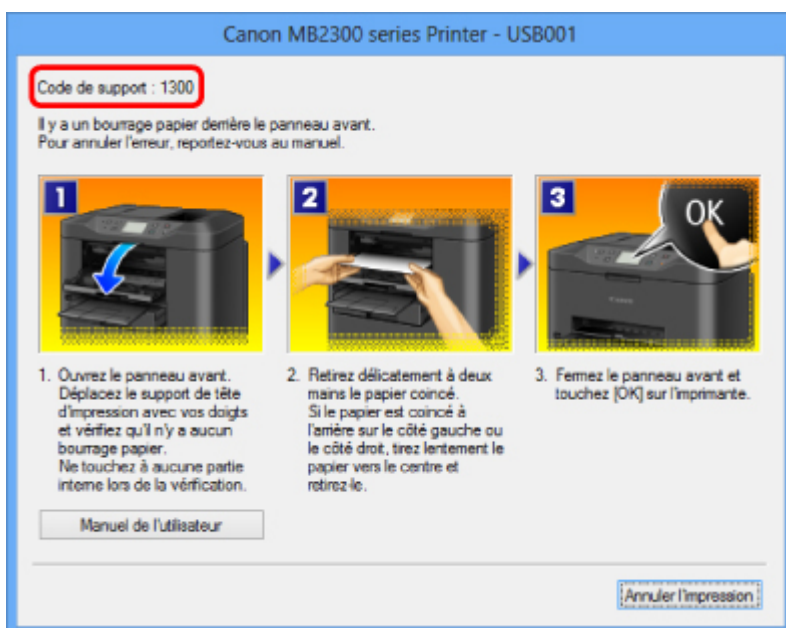 Canon MB2300 series Printer - USB001
Code de support : 1300
Il y a un bourrage papier derrière le panneau avant.
Pour annuler l'erreur, reportez-vous au manuel.
1
2
3
OK
Canon
1. Ouvrez le panneau avant.
Déplacez le support de tête
d'impression avec vos doigts
et vérifiez qu'il n'y a aucun
bourrage papier.
Ne touchez à aucune partie
interne lors de la vérification.
2. Retirez délicatement à deux
mains le papier coincé.
Si le papier est coincé à
l'arrière sur le côté gauche ou
le côté droit, tirez lentement le
papier vers le centre et
retirez-le.
3. Fermez le panneau avant et
touchez [OK] sur l'imprimante.
Manuel de l'utilisateur
Annuler l'impression